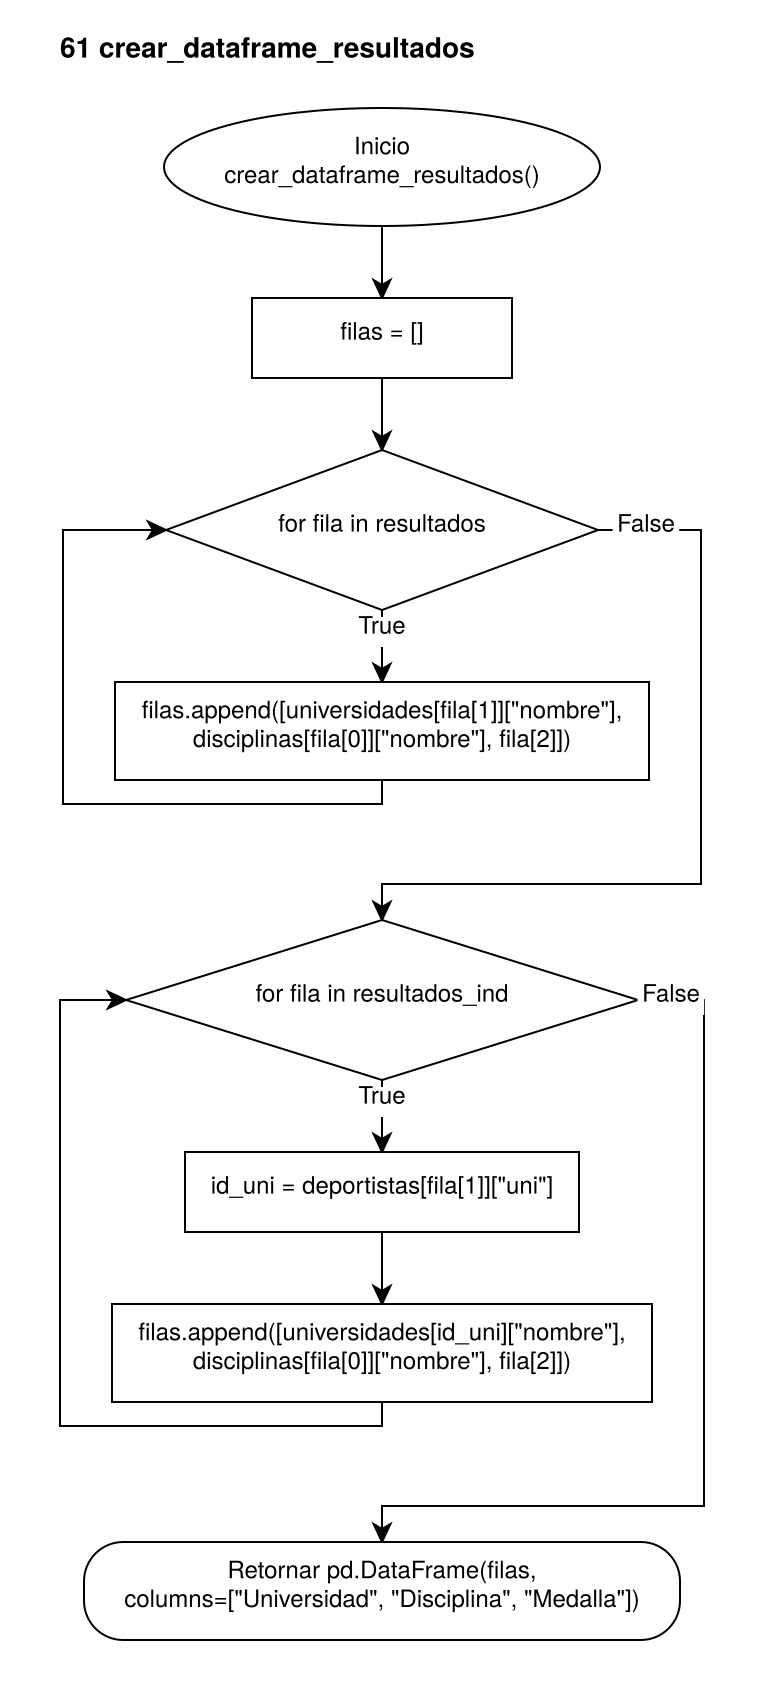 61 crear_dataframe_resultados
Inicio
crear_dataframe_resultados()
filas = []
for fila in resultados
False
True
filas.append([universidades[fila[1]]["nombre"],
disciplinas[fila[0]]["nombre"], fila[2]])
for fila in resultados_ind
False
True
id_uni = deportistas[fila[1]]["uni"]
filas.append([universidades[id_uni]["nombre"],
disciplinas[fila[0]]["nombre"], fila[2]])
Retornar pd.DataFrame(filas,
columns=["Universidad", "Disciplina", "Medalla"])